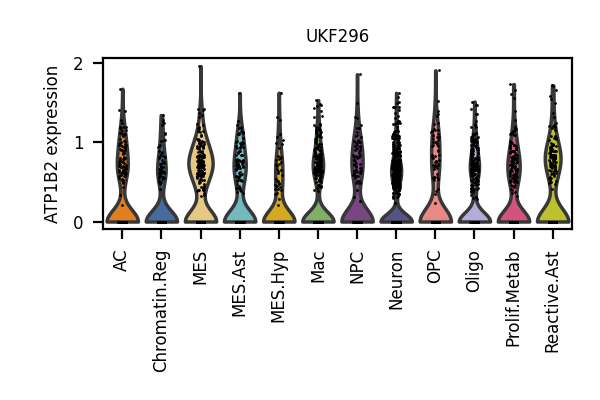 UKF296
ATP1B2 expression
2
1
0
AC
Chromatin.Reg
MES
MES.Ast
MES.Hyp
Mac
NPC
Neuron
OPC
Oligo
Prolif.Metab
Reactive.Ast